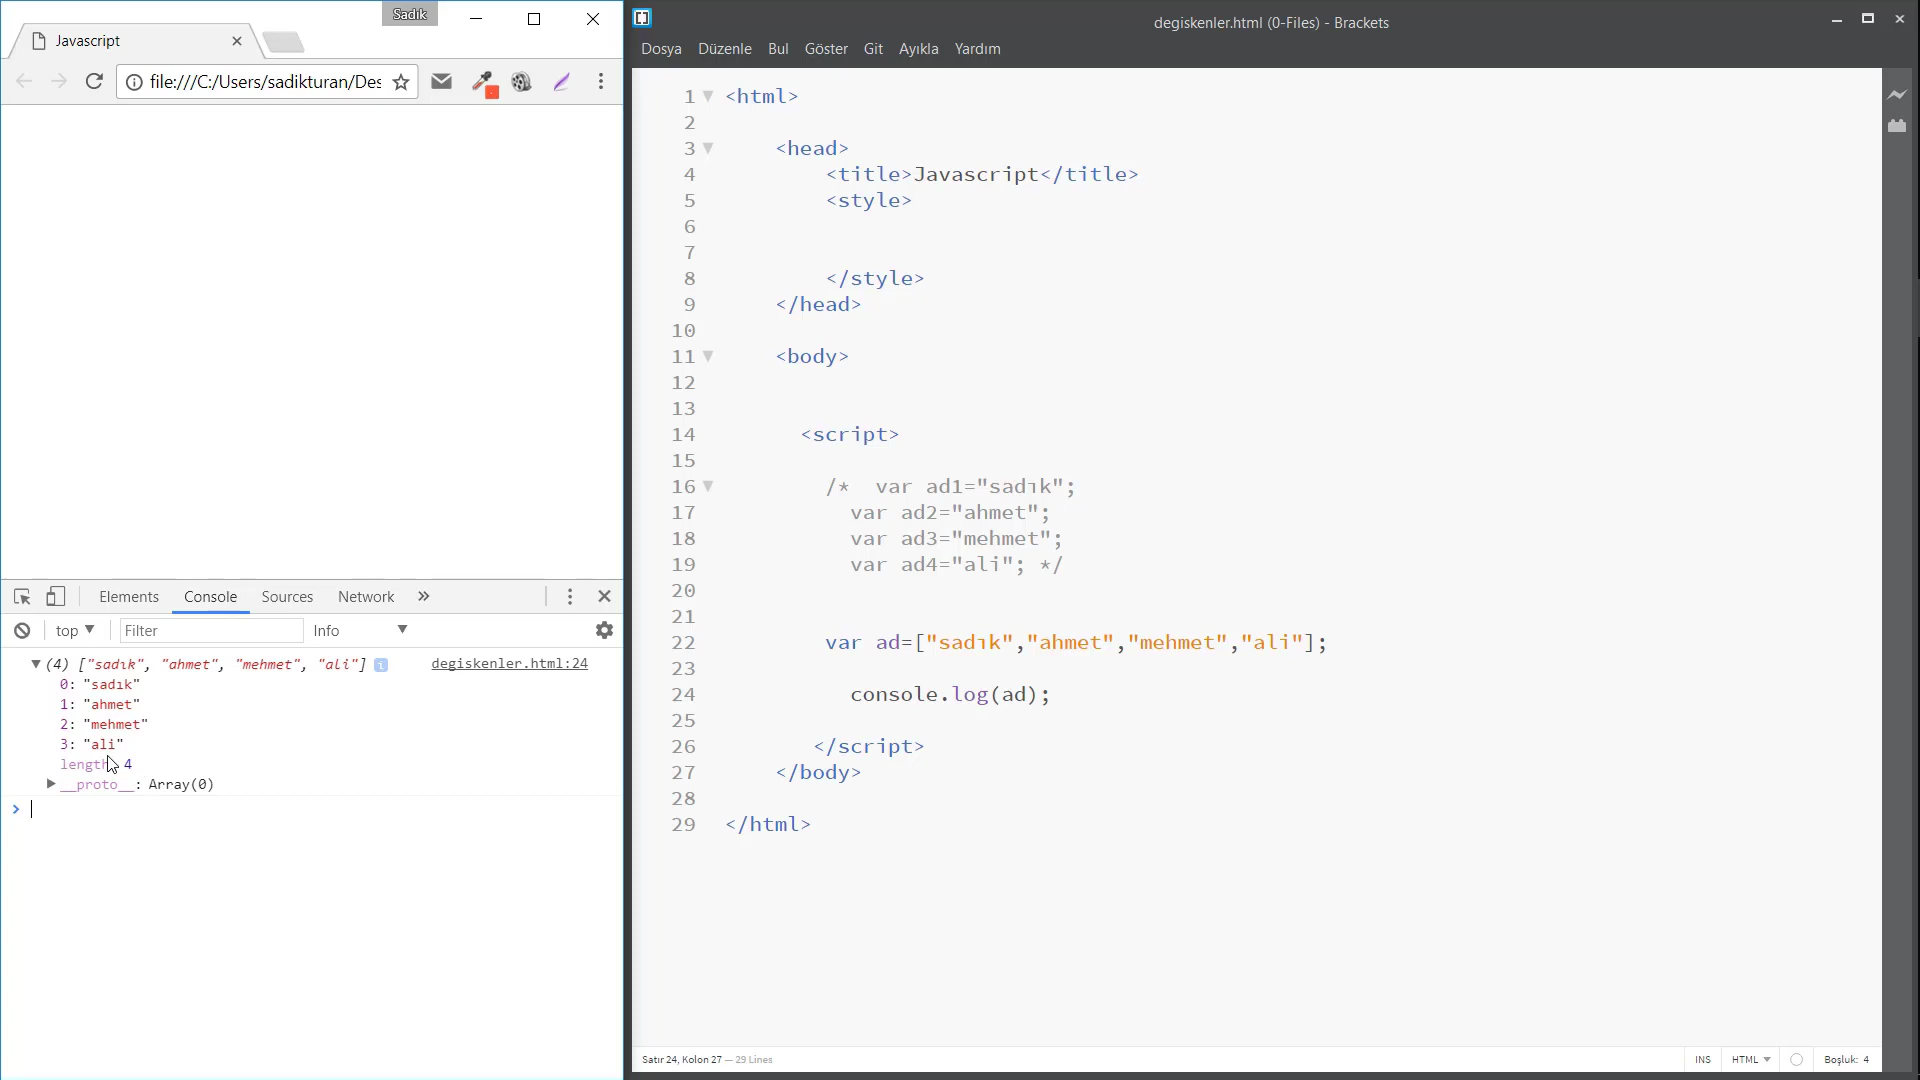 Sadik
Javascript
file:///C:/Users/sadikturan/Des
Elements Console Sources Network »
top Filter Info
(4) ["sadık", "ahmet", "mehmet", "ali"] i degiskenler.html:24
0: "sadık"
1: "ahmet"
2: "mehmet"
3: "ali"
length 4
__proto__: Array(0)
>
degiskenler.html (0-Files) - Brackets
Dosya Düzenle Bul Göster Git Ayıkla Yardım
1 <html>
2
3 <head>
4 <title>Javascript</title>
5 <style>
6
7
8 </style>
9 </head>
10
11 <body>
12
13
14 <script>
15
16 /* var ad1="sadık";
17 var ad2="ahmet";
18 var ad3="mehmet";
19 var ad4="ali"; */
20
21
22 var ad=["sadık","ahmet","mehmet","ali"];
23
24 console.log(ad);
25
26 </script>
27 </body>
28
29 </html>
Satır 24, Kolon 27 — 29 Lines
INS HTML Boşluk: 4